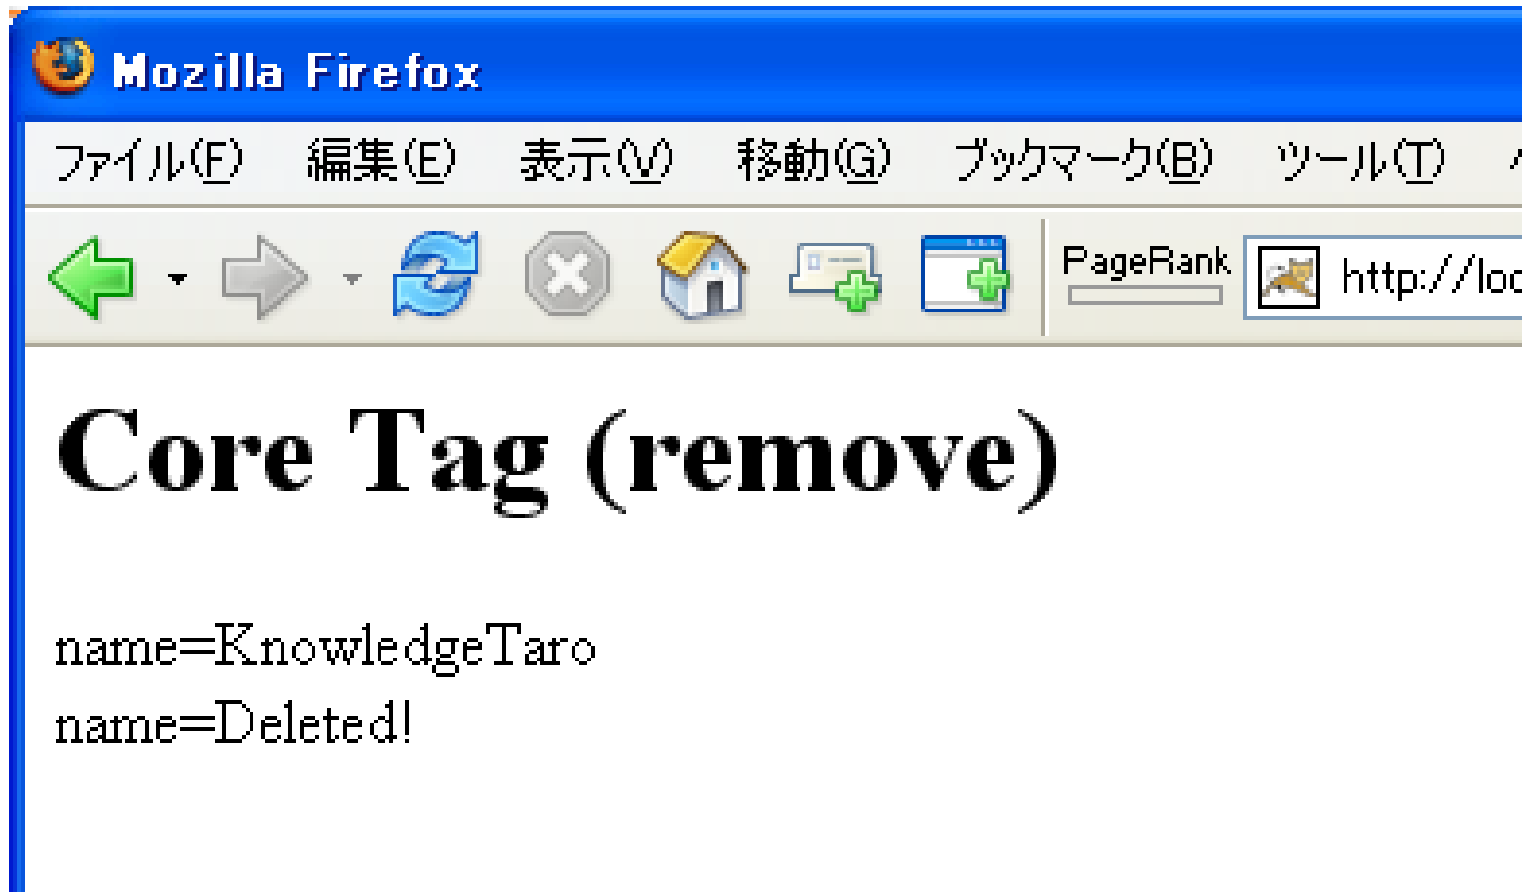 Mozilla Firefox
ファイル(F) 編集(E) 表示(V) 移動(G) ブックマーク(B) ツール(T)
PageRank http://loc
Core Tag (remove)
name=KnowledgeTaro
name=Deleted!